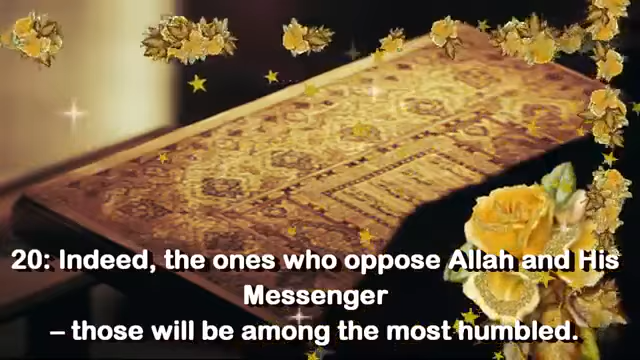 20: Indeed, the ones who oppose Allah and His
Messenger
– those will be among the most humbled.